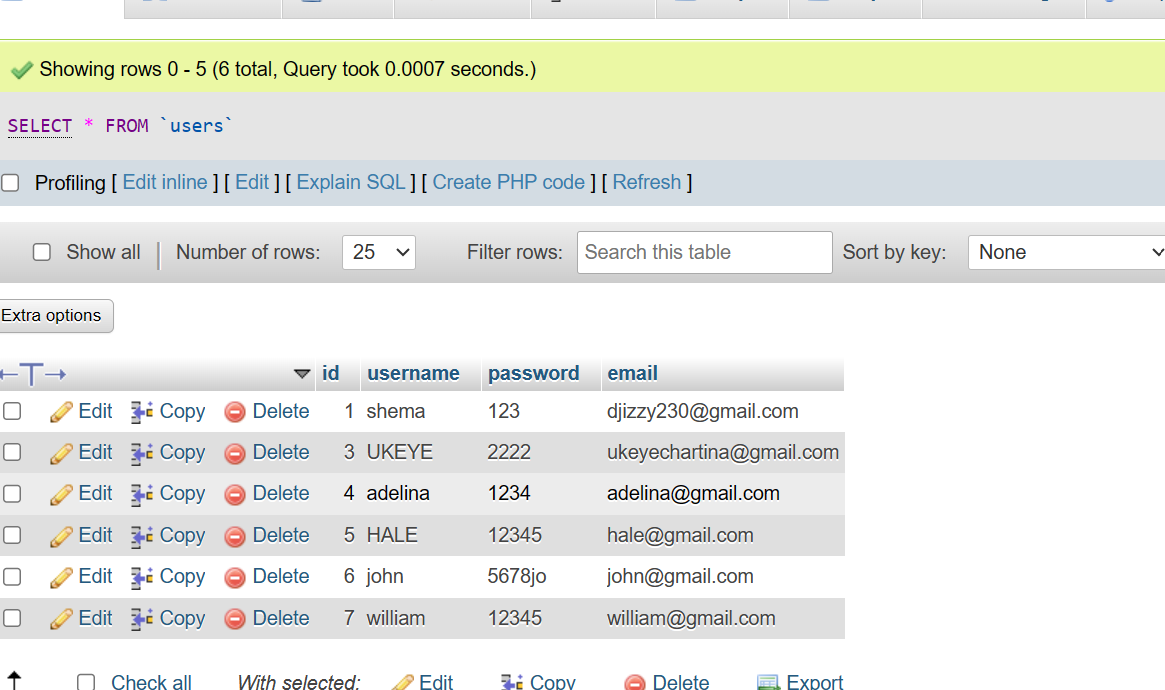 Showing rows 0 - 5 (6 total, Query took 0.0007 seconds.)
SELECT * FROM `users`
Profiling [ Edit inline ] [ Edit ] [ Explain SQL ] [ Create PHP code ] [ Refresh ]
Show all | Number of rows: 25 Filter rows: Search this table Sort by key: None
Extra options
←T→ id username password email
Edit Copy Delete 1 shema 123 djizzy230@gmail.com
Edit Copy Delete 3 UKEYE 2222 ukeyechartina@gmail.com
Edit Copy Delete 4 adelina 1234 adelina@gmail.com
Edit Copy Delete 5 HALE 12345 hale@gmail.com
Edit Copy Delete 6 john 5678jo john@gmail.com
Edit Copy Delete 7 william 12345 william@gmail.com
Check all With selected: Edit Copy Delete Export